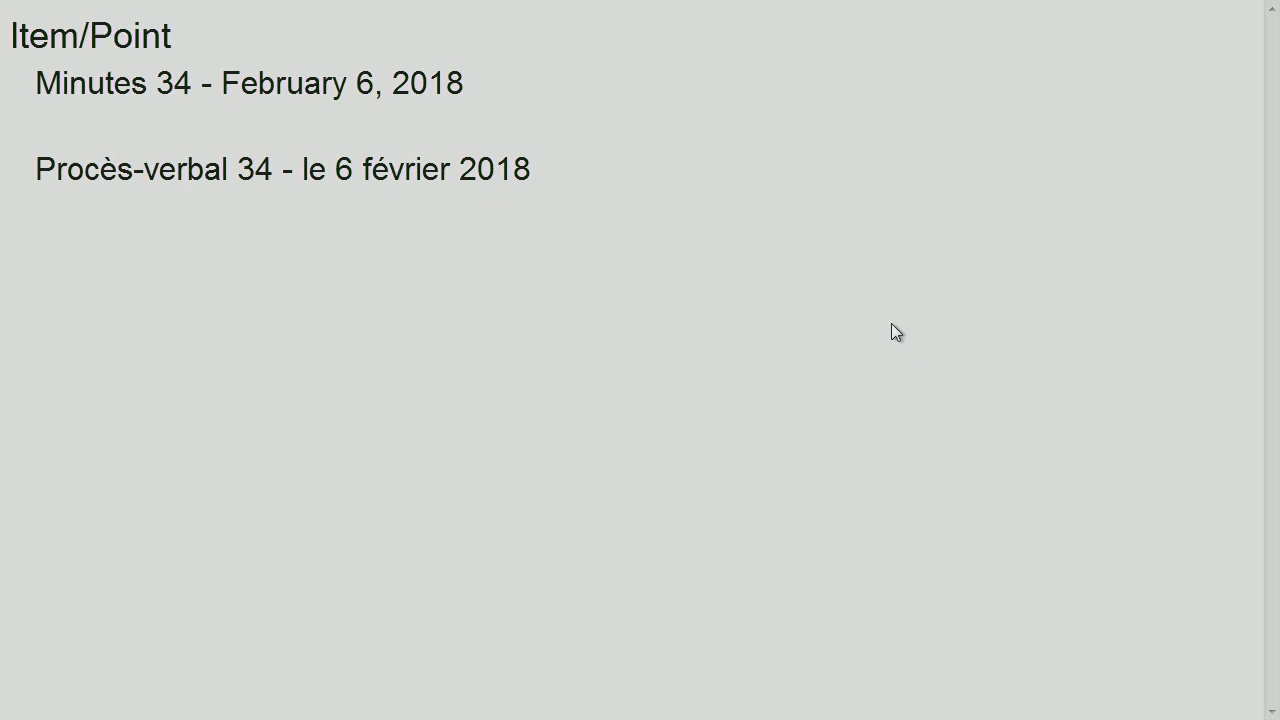 Item/Point
Minutes 34 - February 6, 2018
Procès-verbal 34 - le 6 février 2018